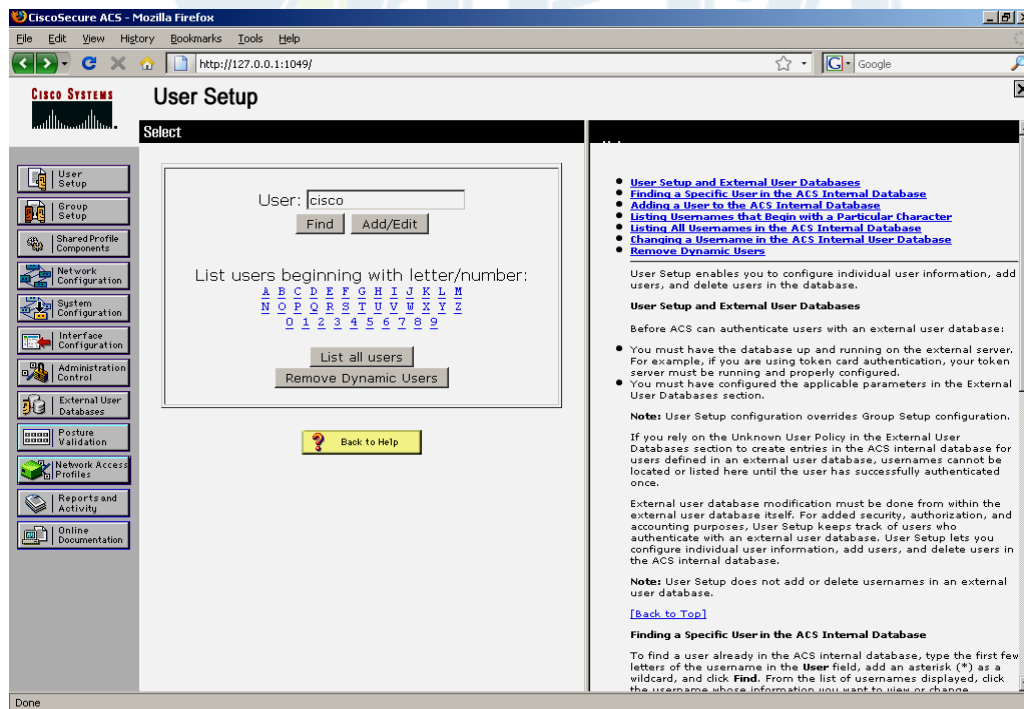 CiscoSecure ACS - Mozilla Firefox
File Edit View History Bookmarks Tools Help
http://127.0.0.1:1049/
G Google
CISCO SYSTEMS
User Setup
Select
User Setup
Group Setup
Shared Profile Components
Network Configuration
System Configuration
Interface Configuration
Administration Control
External User Databases
Posture Validation
Network Access Profiles
Reports and Activity
Online Documentation
User: cisco
Find Add/Edit
List users beginning with letter/number:
A B C D E F G H I J K L M
N O P Q R S T U V W X Y Z
0 1 2 3 4 5 6 7 8 9
List all users
Remove Dynamic Users
? Back to Help
User Setup and External User Databases
Finding a Specific User in the ACS Internal Database
Adding a User to the ACS Internal Database
Listing Usernames that Begin with a Particular Character
Listing All Usernames in the ACS Internal Database
Changing a Username in the ACS Internal User Database
Remove Dynamic Users
User Setup enables you to configure individual user information, add
users, and delete users in the database.
User Setup and External User Databases
Before ACS can authenticate users with an external user database:
You must have the database up and running on the external server.
For example, if you are using token card authentication, your token
server must be running and properly configured.
You must have configured the applicable parameters in the External
User Databases section.
Note: User Setup configuration overrides Group Setup configuration.
If you rely on the Unknown User Policy in the External User
Databases section to create entries in the ACS internal database for
users defined in an external user database, usernames cannot be
located or listed here until the user has successfully authenticated
once.
External user database modification must be done from within the
external user database itself. For added security, authorization, and
accounting purposes, User Setup keeps track of users who
authenticate with an external user database. User Setup lets you
configure individual user information, add users, and delete users in
the ACS internal database.
Note: User Setup does not add or delete usernames in an external
user database.
[Back to Top]
Finding a Specific User in the ACS Internal Database
To find a user already in the ACS internal database, type the first few
letters of the username in the User field, add an asterisk (*) as a
wildcard, and click Find. From the list of usernames displayed, click
the username whose information you want to view or change.
Done